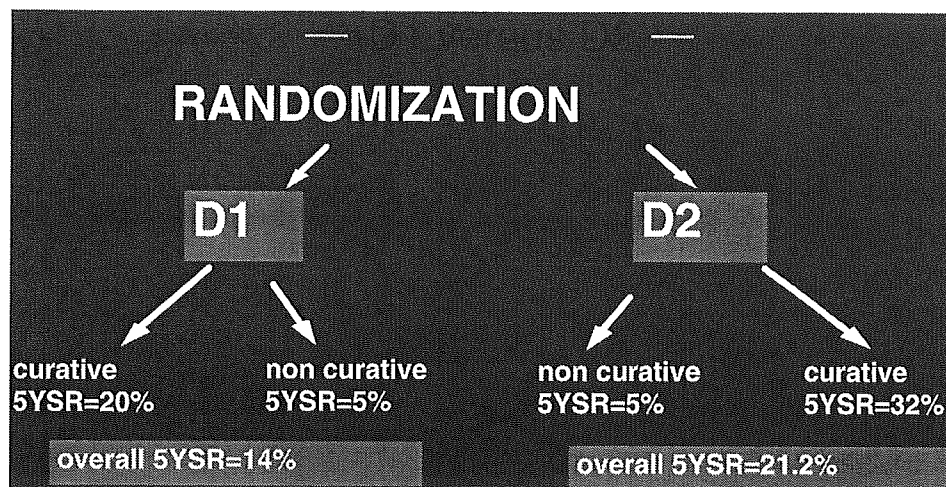 RANDOMIZATION
D1
D2
curative
5YSR=20%
non curative
5YSR=5%
non curative
5YSR=5%
curative
5YSR=32%
overall 5YSR=14%
overall 5YSR=21.2%